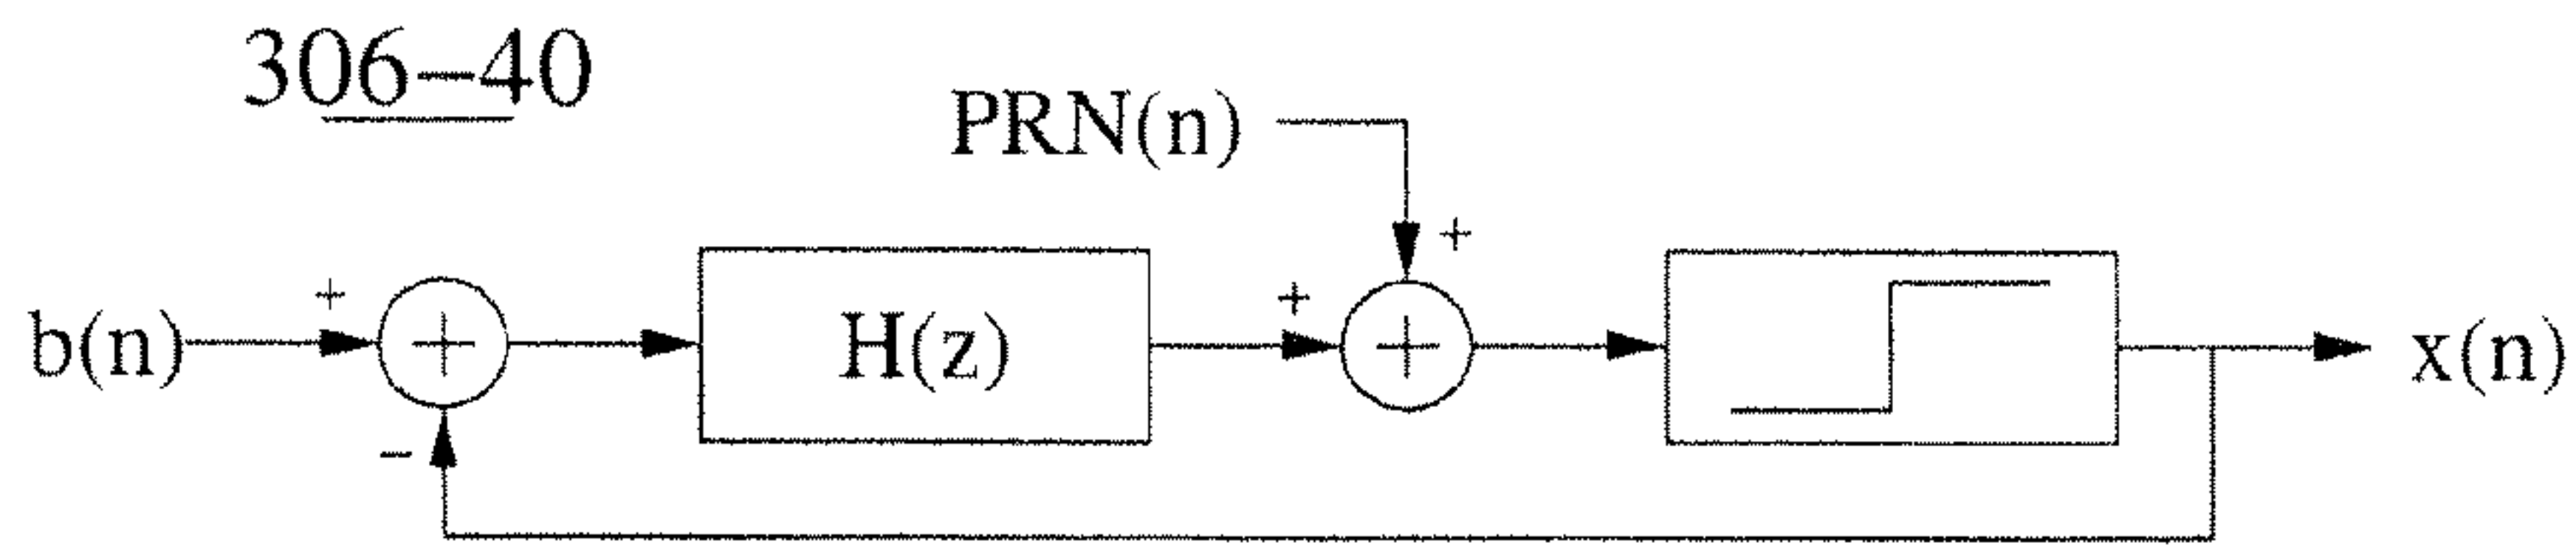 306–40
PRN(n)
+
+
+
b(n)
+
H(z)
+
x(n)
-